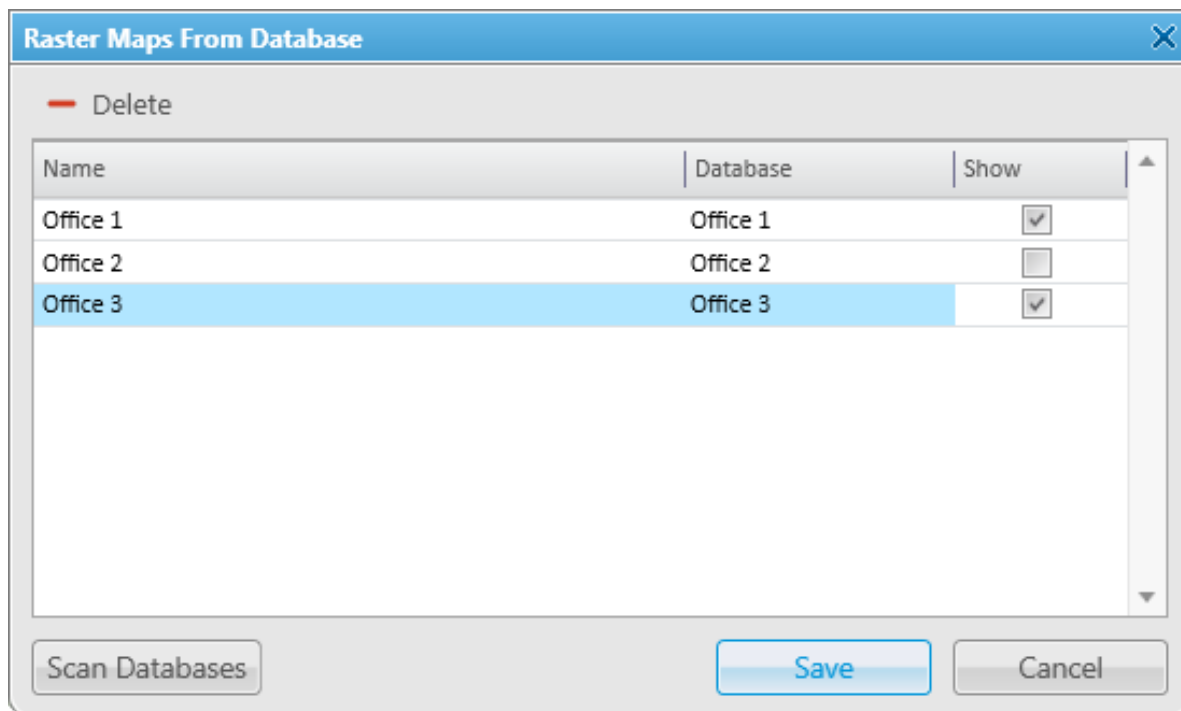 Raster Maps From Database
Delete
Name Database Show
Office 1 Office 1
Office 2 Office 2
Office 3 Office 3
Scan Databases Save Cancel